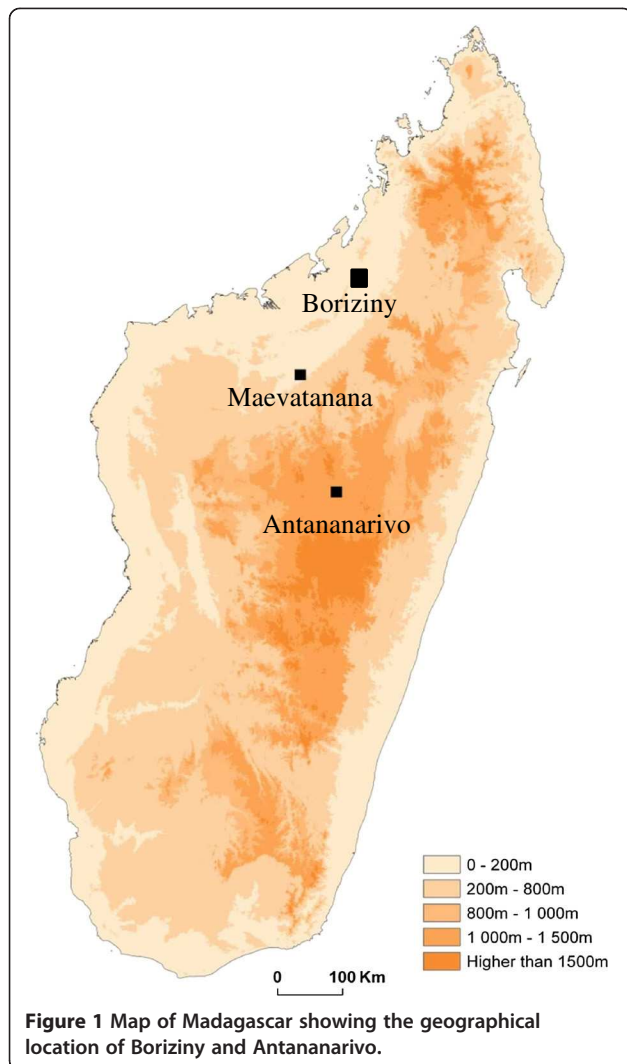 Boriziny
Maevatanana
Antananarivo
0 - 200m
200m - 800m
800m - 1 000m
1 000m - 1 500m
Higher than 1500m
0 100 Km
Figure 1 Map of Madagascar showing the geographical
location of Boriziny and Antananarivo.